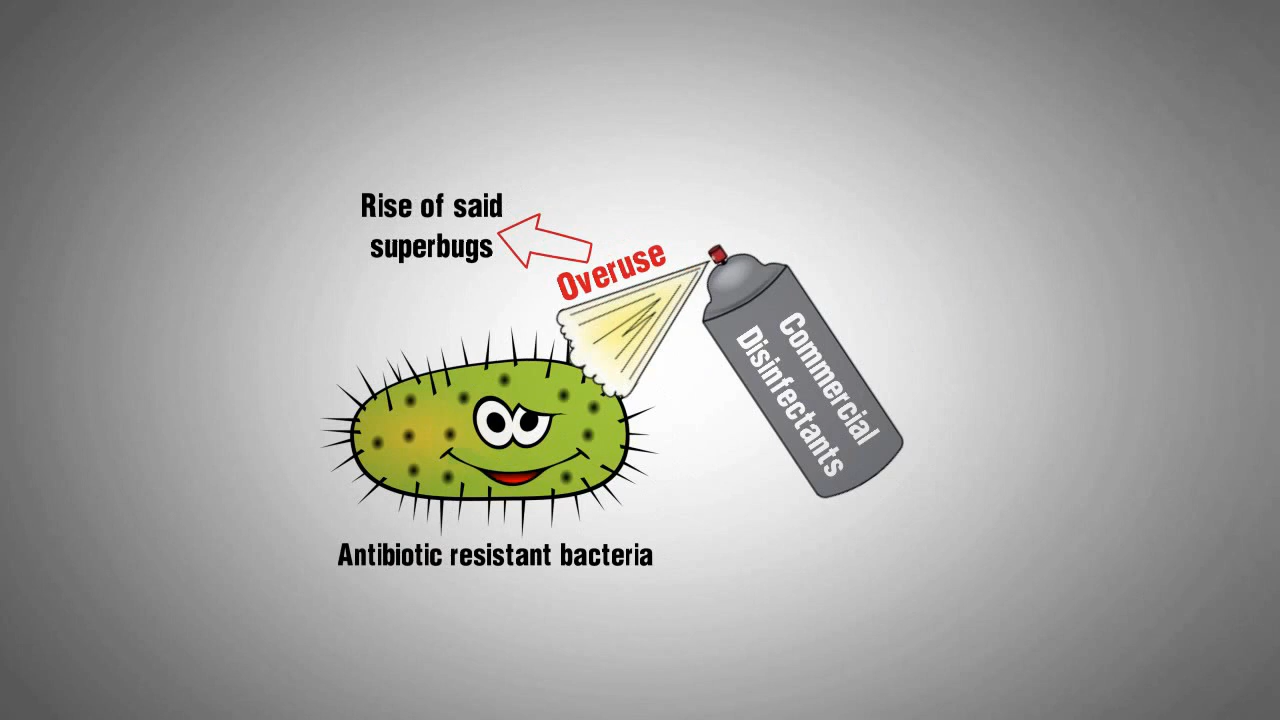 Rise of said
superbugs
Overuse
Commercial
Disinfectants
Antibiotic resistant bacteria